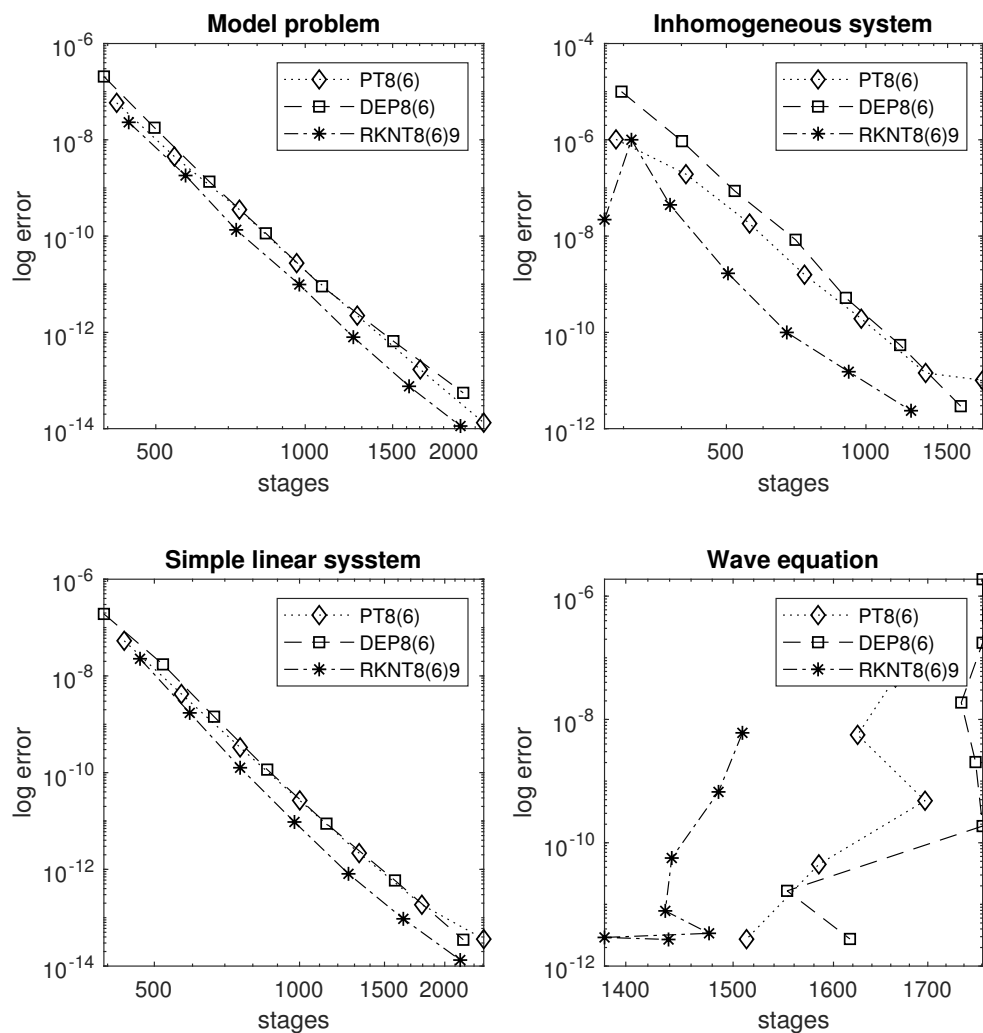 Model problem
10^-6
10^-8
10^-10
10^-12
10^-14
log error
500
1000
1500
2000
stages
PT8(6)
DEP8(6)
RKNT8(6)9
Inhomogeneous system
10^-4
10^-6
10^-8
10^-10
10^-12
log error
500
1000
1500
stages
PT8(6)
DEP8(6)
RKNT8(6)9
Simple linear sysstem
10^-6
10^-8
10^-10
10^-12
10^-14
log error
500
1000
1500
2000
stages
PT8(6)
DEP8(6)
RKNT8(6)9
Wave equation
10^-6
10^-8
10^-10
10^-12
log error
1400
1500
1600
1700
stages
PT8(6)
DEP8(6)
RKNT8(6)9